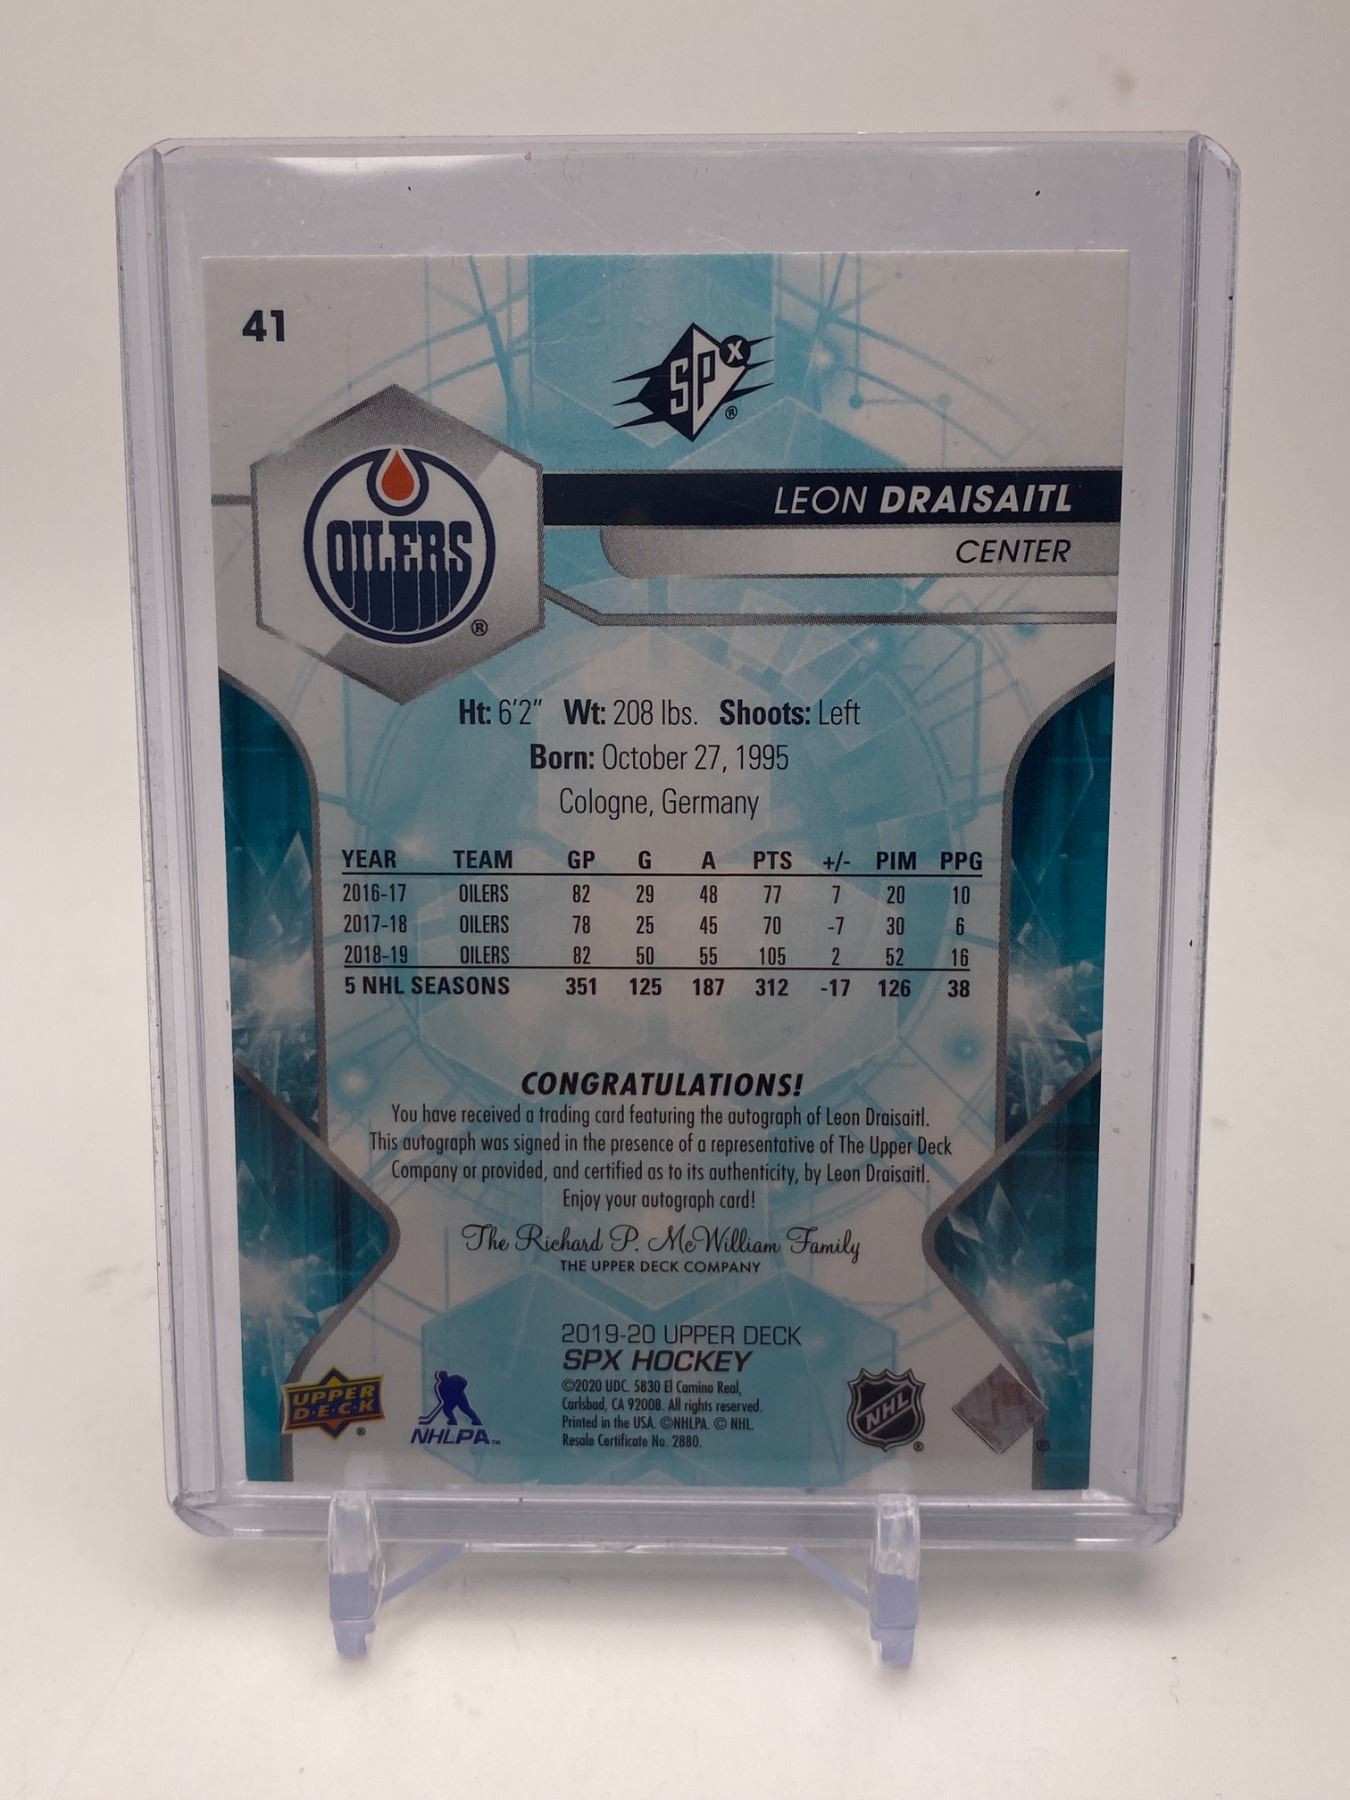 41
SPX®
LEON DRAISAITL
CENTER
OILERS®
Ht: 6'2" Wt: 208 lbs. Shoots: Left
Born: October 27, 1995
Cologne, Germany
YEAR TEAM GP G A PTS +/- PIM PPG
2016-17 OILERS 82 29 48 77 7 20 10
2017-18 OILERS 78 25 45 70 -7 30 6
2018-19 OILERS 82 50 55 105 2 52 16
5 NHL SEASONS 351 125 187 312 -17 126 38
CONGRATULATIONS!
You have received a trading card featuring the autograph of Leon Draisaitl.
This autograph was signed in the presence of a representative of The Upper Deck
Company or provided, and certified as to its authenticity, by Leon Draisaitl.
Enjoy your autograph card!
The Richard P. McWilliam Family
THE UPPER DECK COMPANY
2019-20 UPPER DECK
SPX HOCKEY
©2020 UDC. 5830 El Camino Real,
Carlsbad, CA 92008. All rights reserved.
Printed in the USA. ©NHLPA. © NHL.
Resale Certificate No. 2880.
UPPER
D·E·C·K®
NHLPA™
NHL®
®